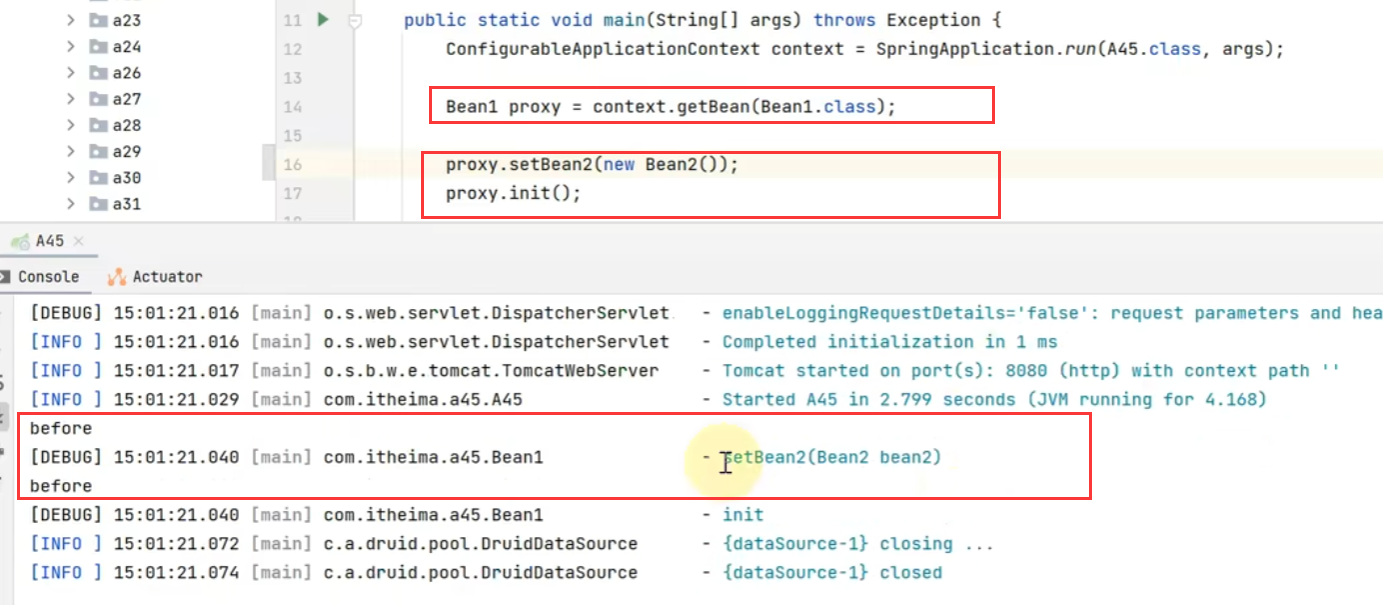 a23
a24
a26
a27
a28
a29
a30
a31
11 public static void main(String[] args) throws Exception {
12 ConfigurableApplicationContext context = SpringApplication.run(A45.class, args);
13
14 Bean1 proxy = context.getBean(Bean1.class);
15
16 proxy.setBean2(new Bean2());
17 proxy.init();
A45
Console Actuator
[DEBUG] 15:01:21.016 [main] o.s.web.servlet.DispatcherServlet - enableLoggingRequestDetails='false': request parameters and hea
[INFO ] 15:01:21.016 [main] o.s.web.servlet.DispatcherServlet - Completed initialization in 1 ms
[INFO ] 15:01:21.017 [main] o.s.b.w.e.tomcat.TomcatWebServer - Tomcat started on port(s): 8080 (http) with context path ''
[INFO ] 15:01:21.029 [main] com.itheima.a45.A45 - Started A45 in 2.799 seconds (JVM running for 4.168)
before
[DEBUG] 15:01:21.040 [main] com.itheima.a45.Bean1 - setBean2(Bean2 bean2)
before
[DEBUG] 15:01:21.040 [main] com.itheima.a45.Bean1 - init
[INFO ] 15:01:21.072 [main] c.a.druid.pool.DruidDataSource - {dataSource-1} closing ...
[INFO ] 15:01:21.074 [main] c.a.druid.pool.DruidDataSource - {dataSource-1} closed